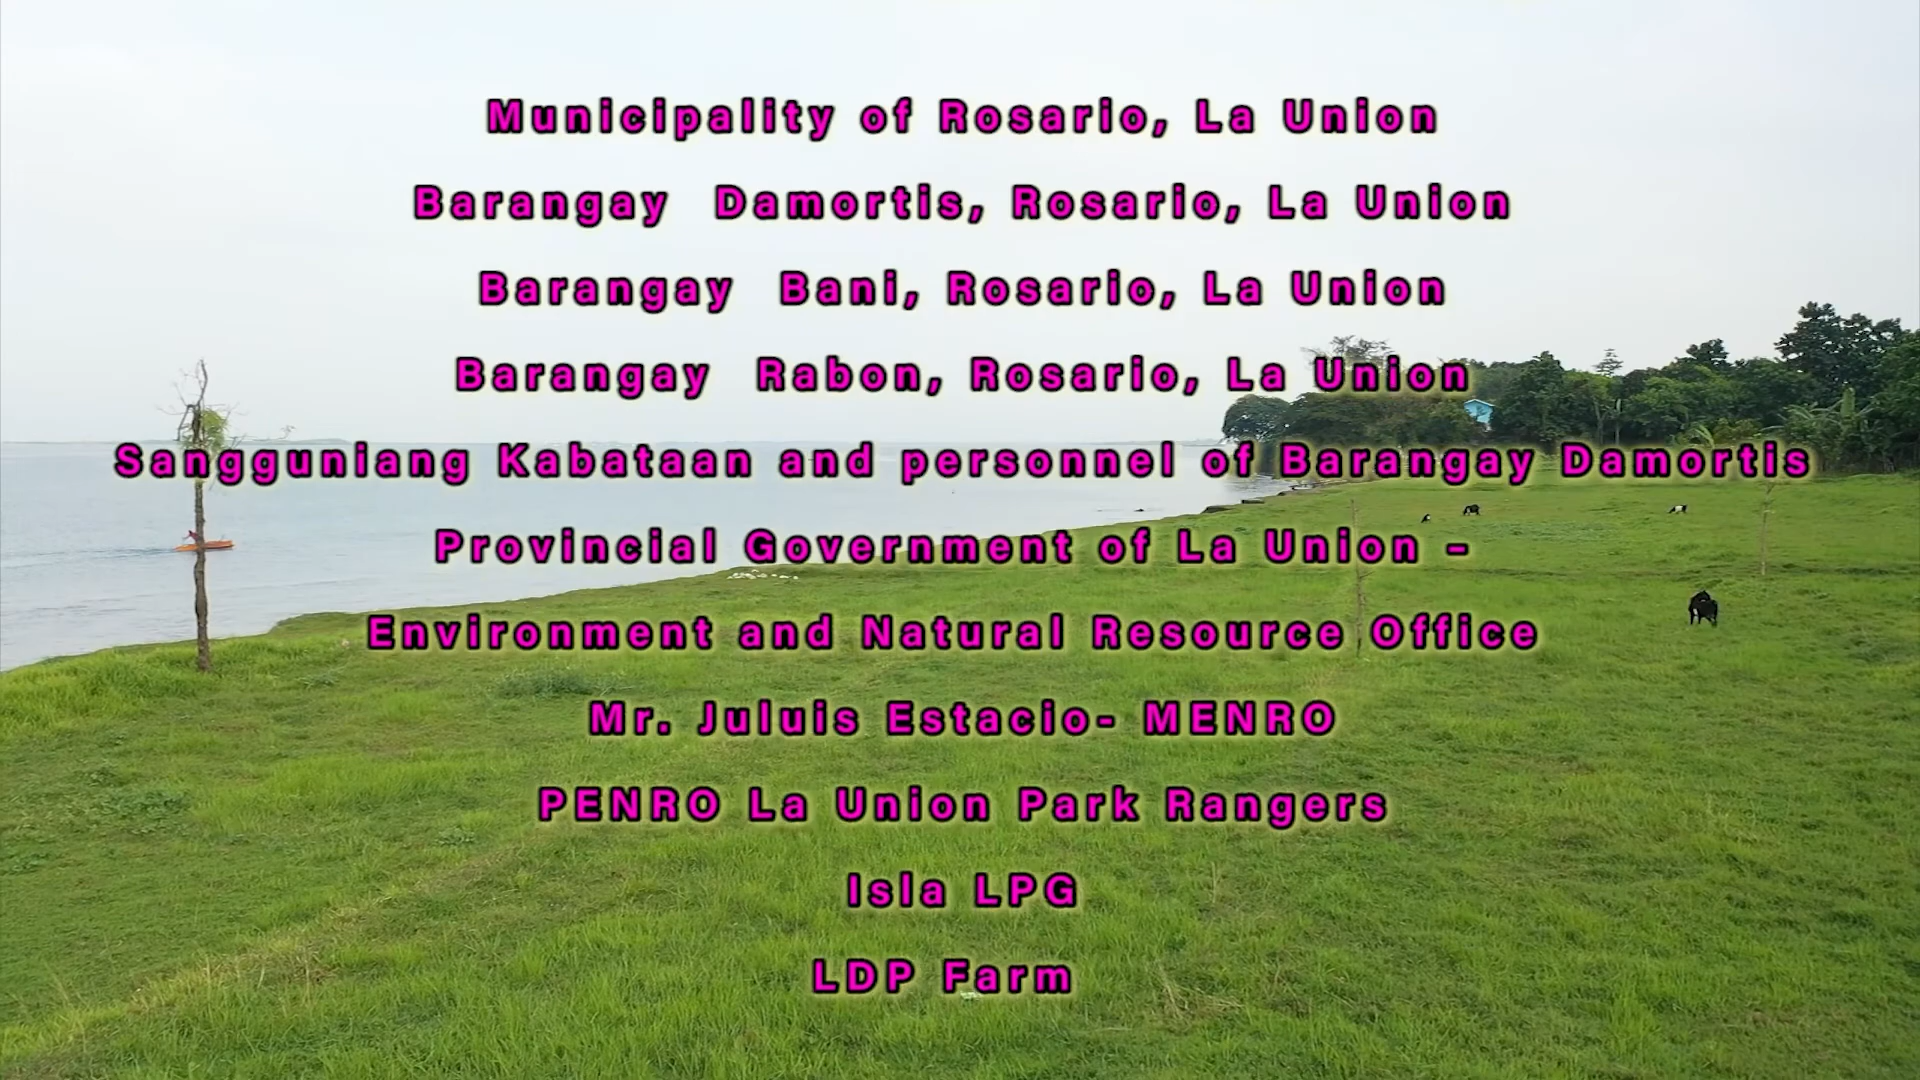 Municipality of Rosario, La Union
Barangay  Damortis, Rosario, La Union
Barangay  Bani, Rosario, La Union
Barangay  Rabon, Rosario, La Union
Sangguniang Kabataan and personnel of Barangay Damortis
Provincial Government of La Union –
Environment and Natural Resource Office
Mr. Juluis Estacio- MENRO
PENRO La Union Park Rangers
Isla LPG
LDP Farm